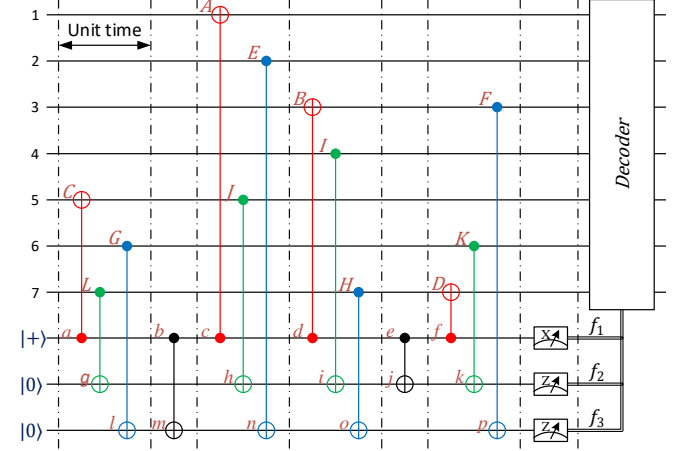 1
A
Unit time
2
E
3
B
F
4
I
Decoder
5
C
J
6
G
K
7
L
H
D
|+⟩
a
b
c
d
e
f
X
f1
|0⟩
g
h
i
j
k
Z
f2
|0⟩
l
m
n
o
p
Z
f3